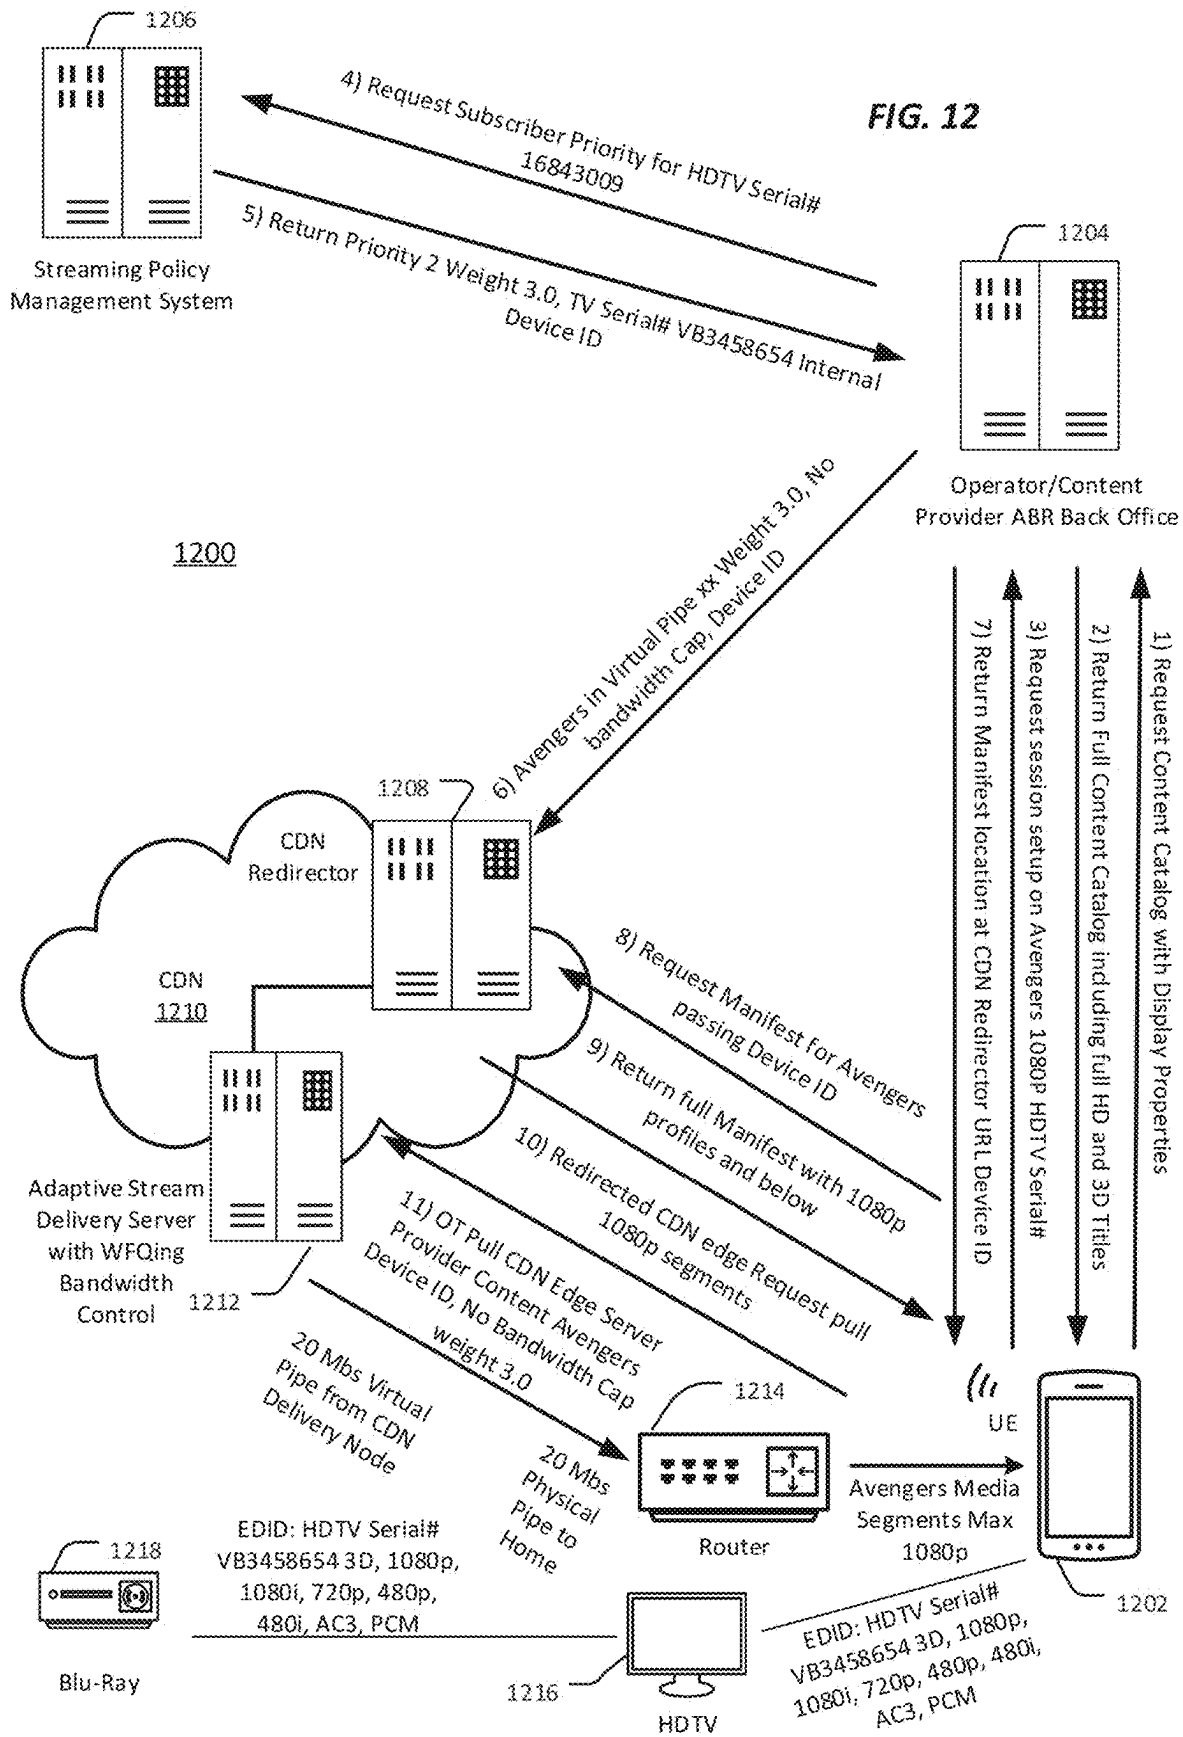 1206
FIG. 12
4) Request Subscriber Priority for HDTV Serial#
16843009
5) Return Priority 2 Weight 3.0, TV Serial# VB3458654 Internal
Device ID
Streaming Policy
Management System
1204
Operator/Content
Provider ABR Back Office
1200
6) Avengers in Virtual Pipe xx Weight 3.0, No
bandwidth Cap, Device ID
7) Return Manifest location at CDN Redirector URL Device ID
3) Request session setup on Avengers 1080P HDTV Serial#
2) Return Full Content Catalog including full HD and 3D Titles
1) Request Content Catalog with Display Properties
1208
CDN
Redirector
CDN
1210
8) Request Manifest for Avengers
passing Device ID
9) Return full Manifest with 1080p
profiles and below
10) Redirected CDN edge Request pull
1080p segments
11) OT Pull CDN Edge Server
Provider Content Avengers
Device ID, No Bandwidth Cap
weight 3.0
Adaptive Stream
Delivery Server
with WFQing
Bandwidth
Control
1212
20 Mbs Virtual
Pipe from CDN
Delivery Node
20 Mbs
Physical
Pipe to
Home
1214
Router
UE
Avengers Media
Segments Max
1080p
1202
1218
Blu-Ray
EDID: HDTV Serial#
VB3458654 3D, 1080p,
1080i, 720p, 480p,
480i, AC3, PCM
1216
HDTV
EDID: HDTV Serial#
VB3458654 3D, 1080p,
1080i, 720p, 480p, 480i,
AC3, PCM